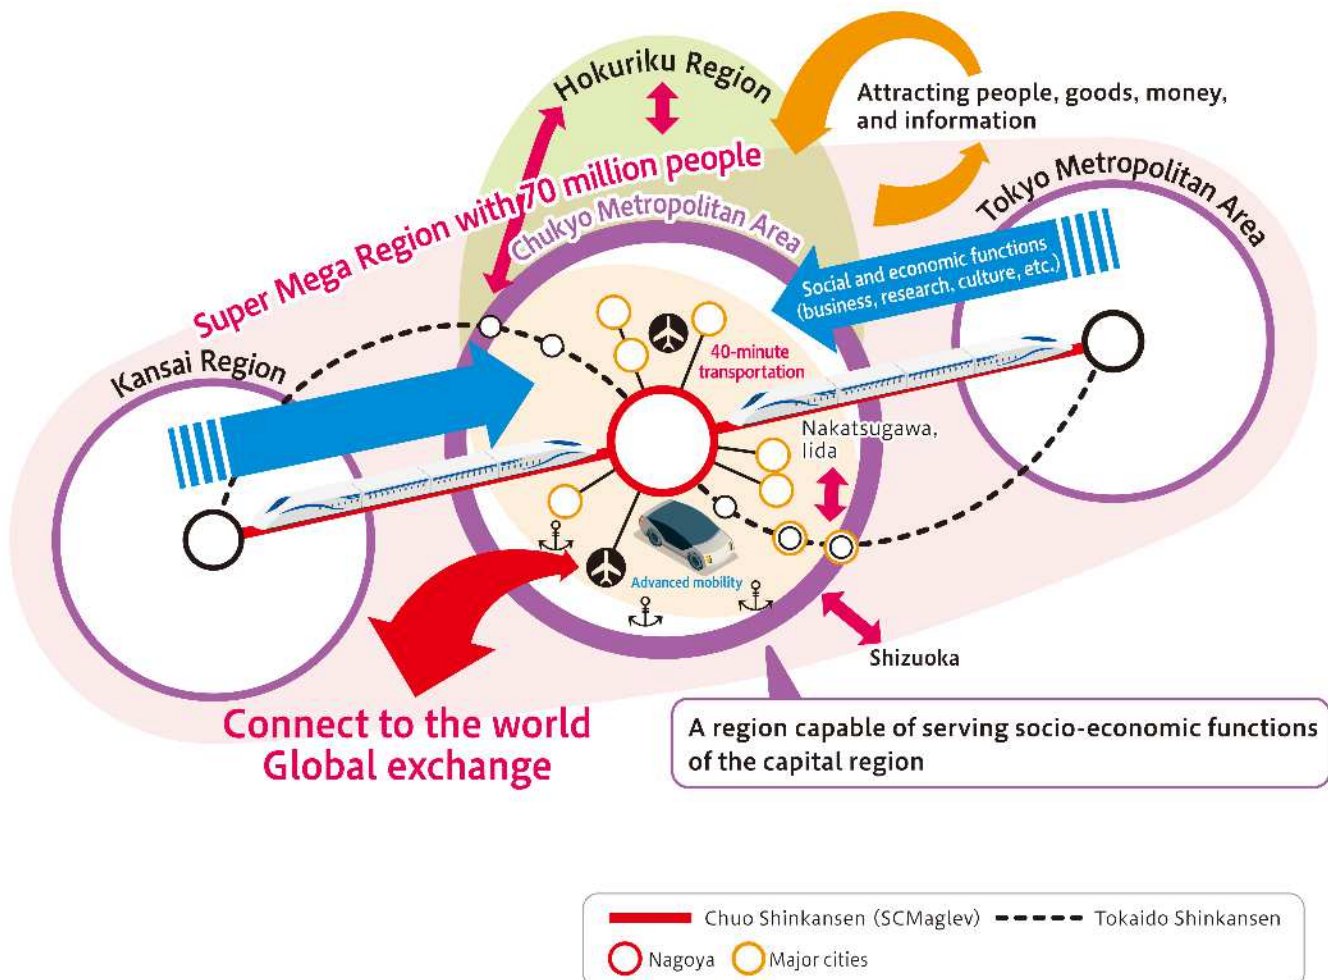 Hokuriku Region
Attracting people, goods, money,
and information
Super Mega Region with 70 million people
Chukyo Metropolitan Area
Tokyo Metropolitan Area
Social and economic functions
(business, research, culture, etc.)
Kansai Region
40-minute
transportation
Nakatsugawa,
Iida
Advanced mobility
Shizuoka
Connect to the world
Global exchange
A region capable of serving socio-economic functions
of the capital region
Chuo Shinkansen (SCMaglev)
Tokaido Shinkansen
Nagoya
Major cities